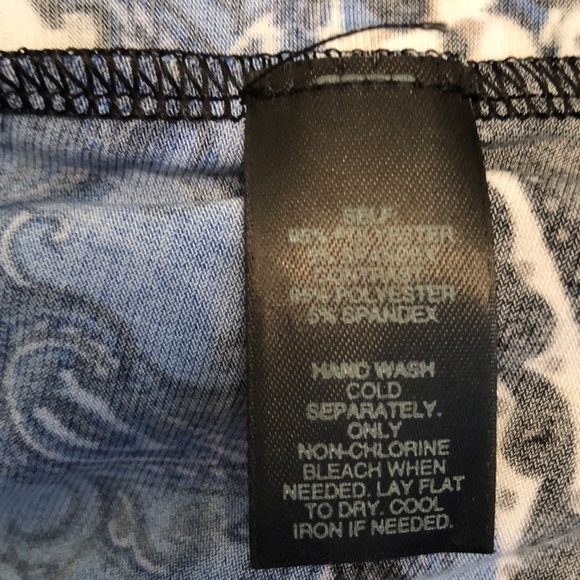 SELF:
POLYESTER
SPANDEX
CONTRAST:
POLYESTER
5% SPANDEX
HAND WASH
COLD
SEPARATELY.
ONLY
NON-CHLORINE
BLEACH WHEN
NEEDED. LAY FLAT
TO DRY. COOL
IRON IF NEEDED.